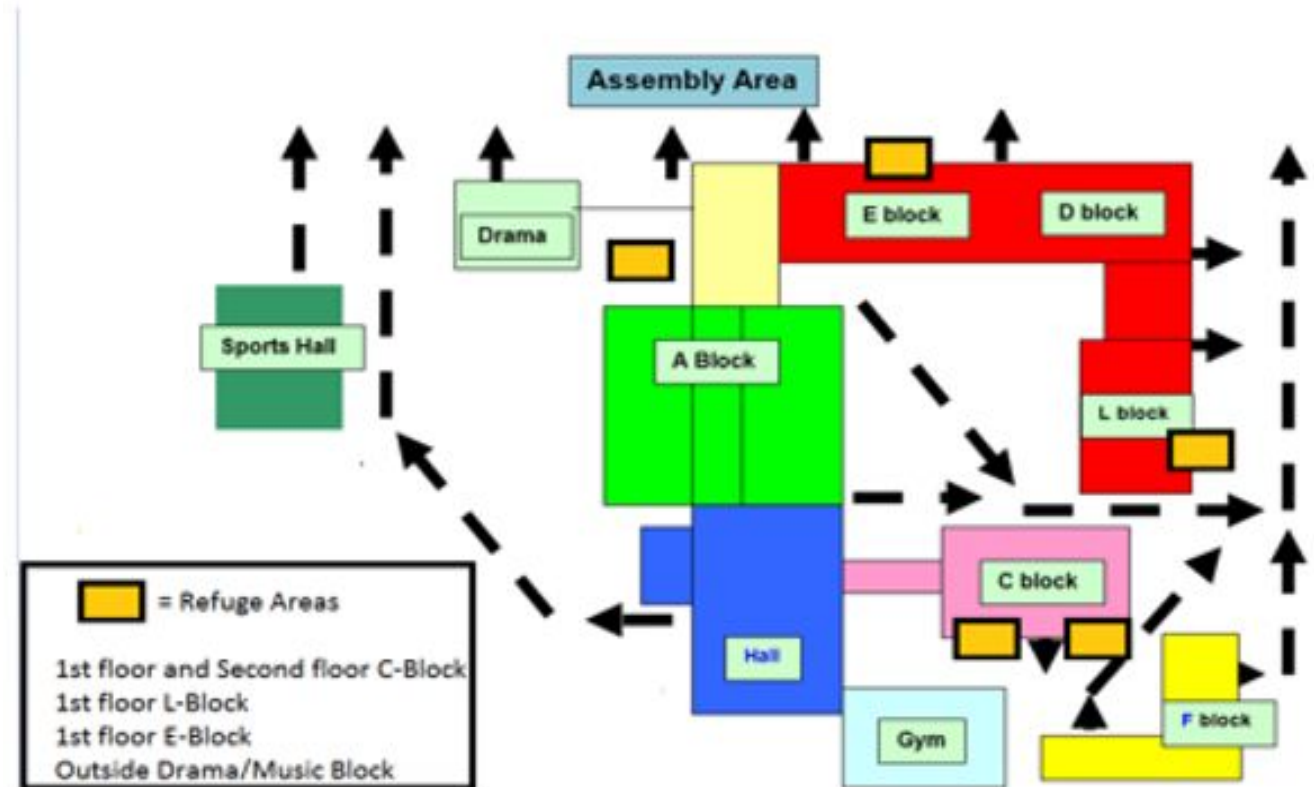 Assembly Area
E block
D block
Drama
Sports Hall
A Block
L block
C block
Hall
F block
Gym
= Refuge Areas
1st floor and Second floor C-Block
1st floor L-Block
1st floor E-Block
Outside Drama/Music Block